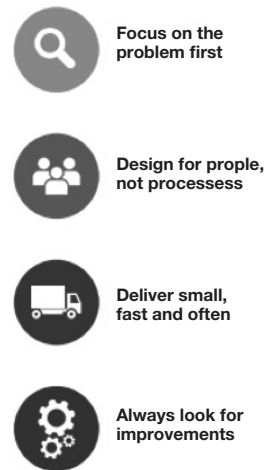 Focus on the
problem first
Design for prople,
not processess
Deliver small,
fast and often
Always look for
improvements